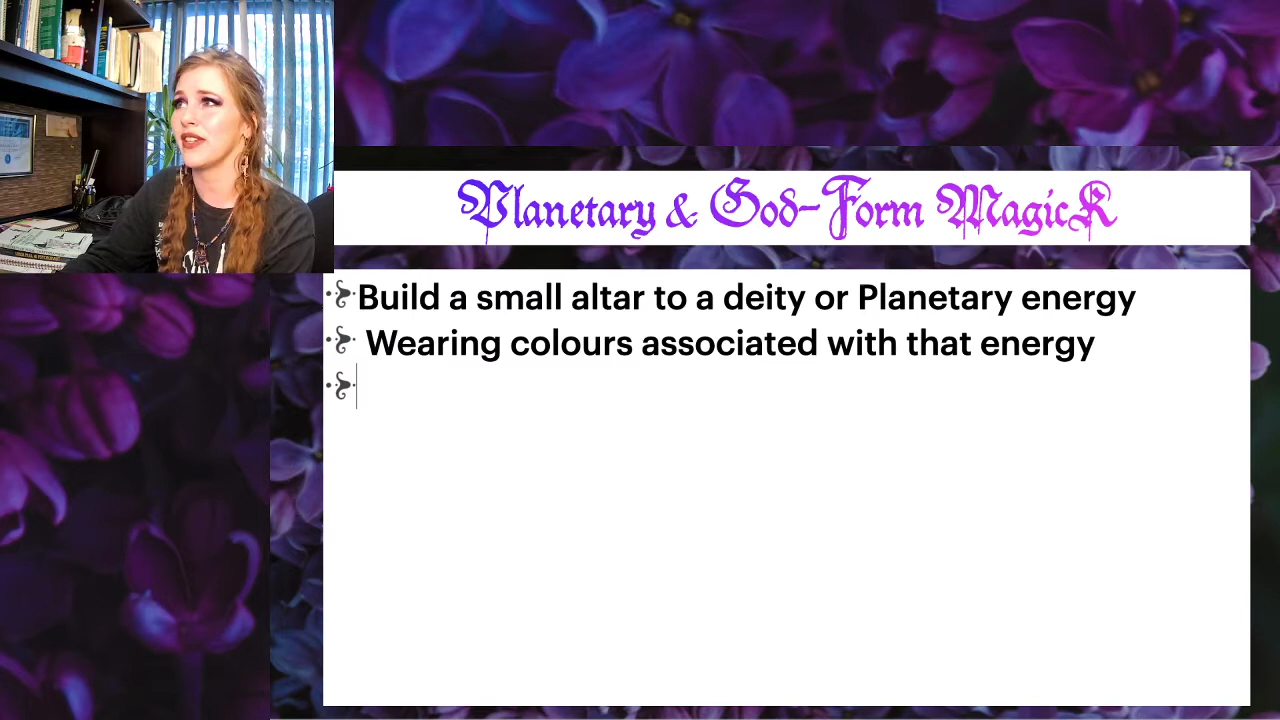 Planetary & God-Form MagicK
Build a small altar to a deity or Planetary energy
Wearing colours associated with that energy